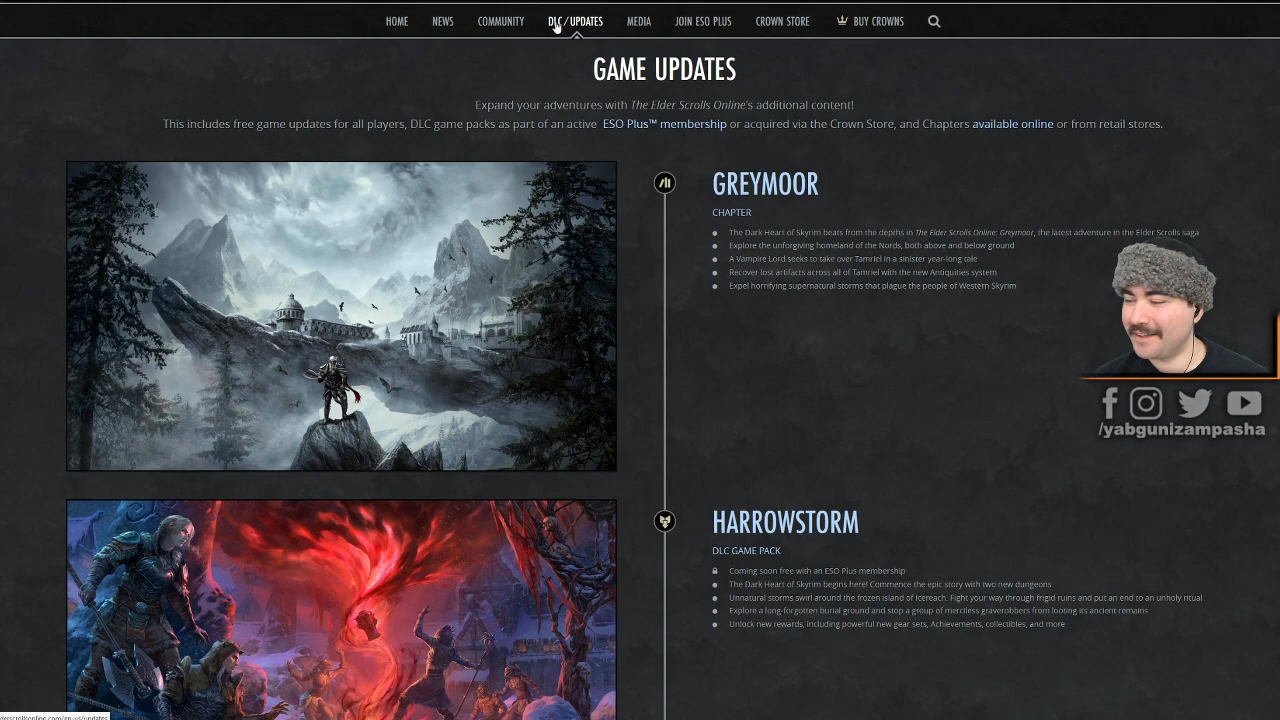 HOME NEWS COMMUNITY DLC / UPDATES MEDIA JOIN ESO PLUS CROWN STORE BUY CROWNS
GAME UPDATES
Expand your adventures with The Elder Scrolls Online's additional content!
This includes free game updates for all players, DLC game packs as part of an active ESO Plus™ membership or acquired via the Crown Store, and Chapters available online or from retail stores.
GREYMOOR
CHAPTER
The Dark Heart of Skyrim beats from the depths in The Elder Scrolls Online: Greymoor, the latest adventure in the Elder Scrolls saga
Explore the unforgiving homeland of the Nords, both above and below ground
A Vampire Lord seeks to take over Tamriel in a sinister year-long tale
Recover lost artifacts across all of Tamriel with the new Antiquities system
Expel horrifying supernatural storms that plague the people of Western Skyrim
/yabgunizampasha
HARROWSTORM
DLC GAME PACK
Coming soon free with an ESO Plus membership
The Dark Heart of Skyrim begins here! Commence the epic story with two new dungeons
Unnatural storms swirl around the frozen island of Icereach. Fight your way through frigid ruins and put an end to an unholy ritual
Explore a long-forgotten burial ground and stop a group of merciless graverobbers from looting its ancient remains
Unlock new rewards, including powerful new gear sets, Achievements, collectibles, and more
derscrollsonline.com/en-us/updates